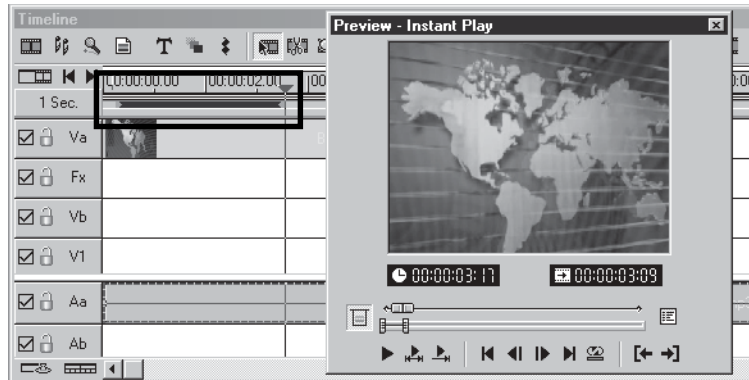 Timeline
Preview - Instant Play
0:00:00.00
00:00:02.00
1 Sec.
Va
Fx
Vb
V1
00:00:03:17
00:00:03:09
Aa
Ab